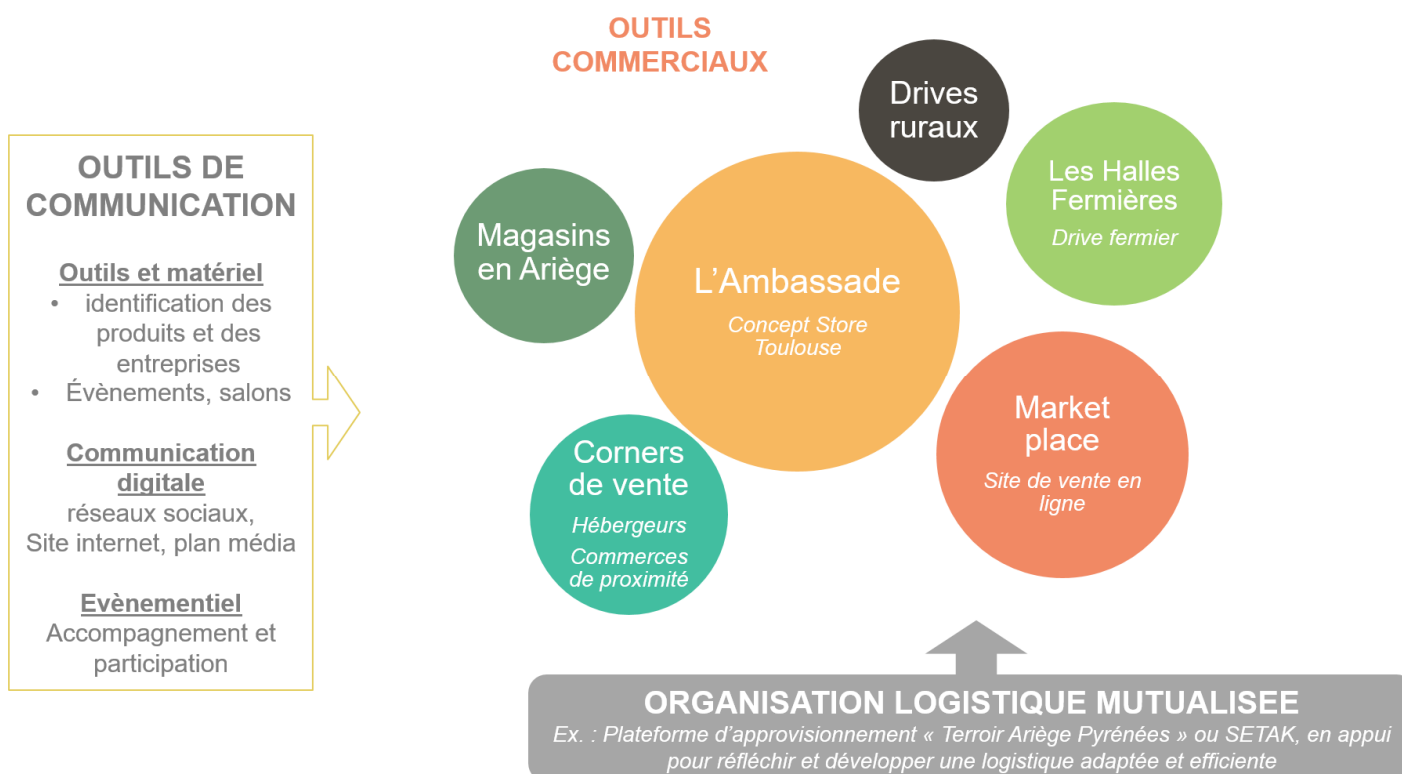 OUTILS
COMMERCIAUX
OUTILS DE
COMMUNICATION
Outils et matériel
• identification des
produits et des
entreprises
• Évènements, salons
Communication
digitale
réseaux sociaux,
Site internet, plan média
Evènementiel
Accompagnement et
participation
Magasins
en Ariège
L’Ambassade
Concept Store
Toulouse
Drives
ruraux
Les Halles
Fermières
Drive fermier
Market
place
Site de vente en
ligne
Corners
de vente
Hébergeurs
Commerces
de proximité
ORGANISATION LOGISTIQUE MUTUALISEE
Ex. : Plateforme d’approvisionnement « Terroir Ariège Pyrénées » ou SETAK, en appui
pour réfléchir et développer une logistique adaptée et efficiente